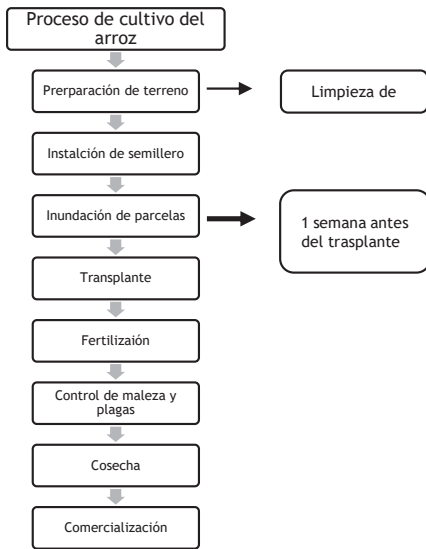 Proceso de cultivo del
arroz
Prerparación de terreno
Limpieza de
Instalción de semillero
Inundación de parcelas
1 semana antes
del trasplante
Transplante
Fertilizaión
Control de maleza y
plagas
Cosecha
Comercialización